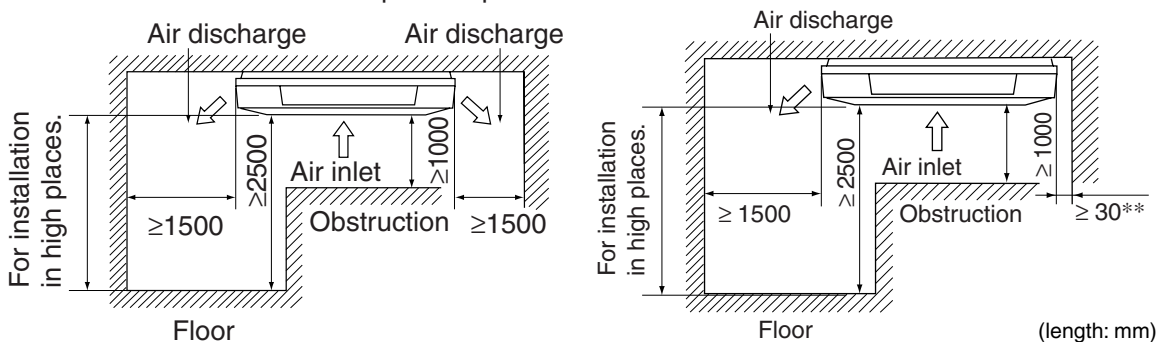 Air discharge
Air discharge
For installation
in high places.
≥2500
≥1000
Air inlet
≥1500
Obstruction
≥1500
Floor
Air discharge
For installation
in high places.
≥ 2500
≥ 1000
Air inlet
≥ 1500
Obstruction
≥ 30**
Floor
(length: mm)